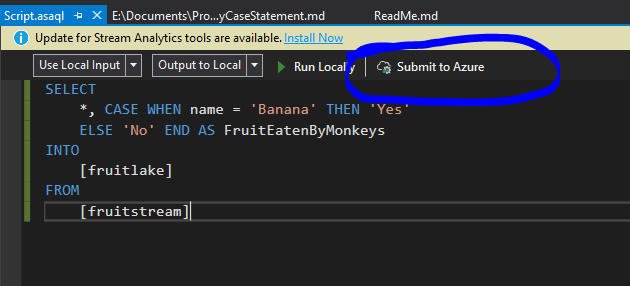 Script.asaql E:\Documents\Pro...yCaseStatement.md ReadMe.md
Update for Stream Analytics tools are available. Install Now
Use Local Input Output to Local Run Locally Submit to Azure
SELECT
*, CASE WHEN name = 'Banana' THEN 'Yes'
ELSE 'No' END AS FruitEatenByMonkeys
INTO
[fruitlake]
FROM
[fruitstream]